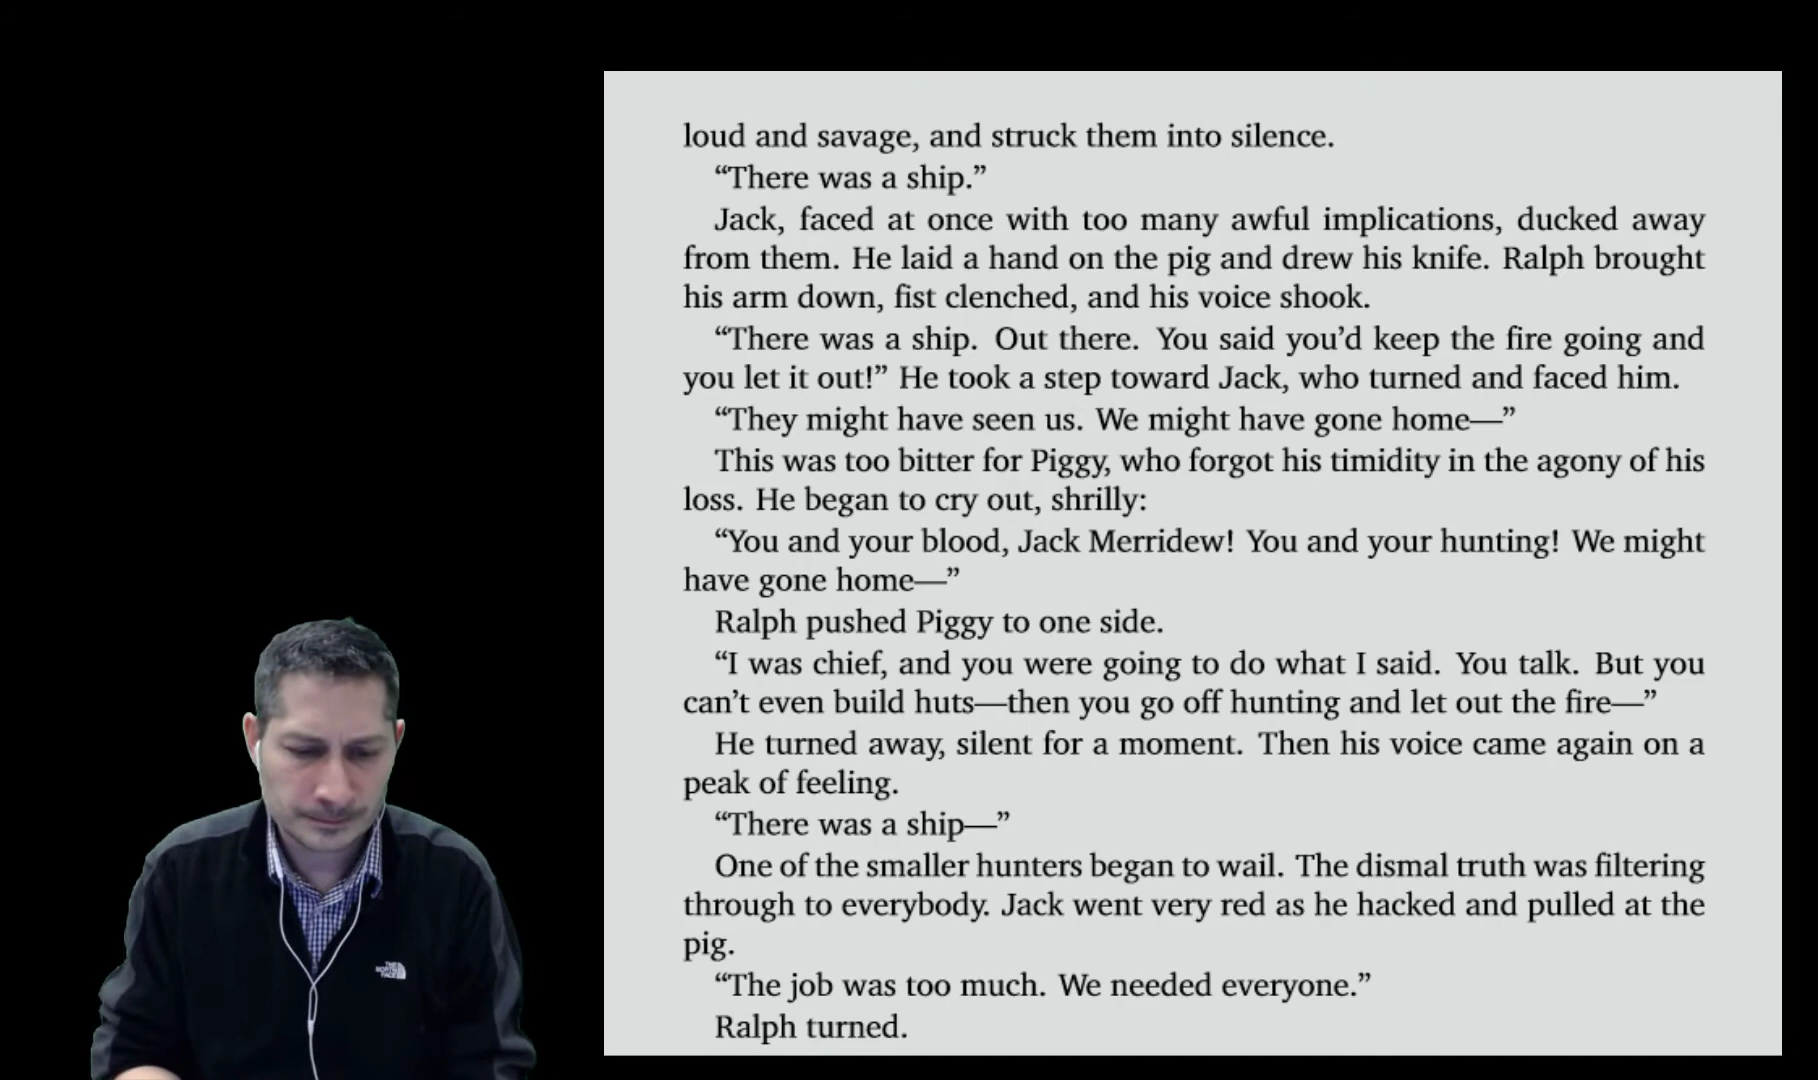 loud and savage, and struck them into silence.
“There was a ship.”
Jack, faced at once with too many awful implications, ducked away
from them. He laid a hand on the pig and drew his knife. Ralph brought
his arm down, fist clenched, and his voice shook.
“There was a ship. Out there. You said you’d keep the fire going and
you let it out!” He took a step toward Jack, who turned and faced him.
“They might have seen us. We might have gone home—”
This was too bitter for Piggy, who forgot his timidity in the agony of his
loss. He began to cry out, shrilly:
“You and your blood, Jack Merridew! You and your hunting! We might
have gone home—”
Ralph pushed Piggy to one side.
“I was chief, and you were going to do what I said. You talk. But you
can’t even build huts—then you go off hunting and let out the fire—”
He turned away, silent for a moment. Then his voice came again on a
peak of feeling.
“There was a ship—”
One of the smaller hunters began to wail. The dismal truth was filtering
through to everybody. Jack went very red as he hacked and pulled at the
pig.
“The job was too much. We needed everyone.”
Ralph turned.
THE
NORTH
FACE